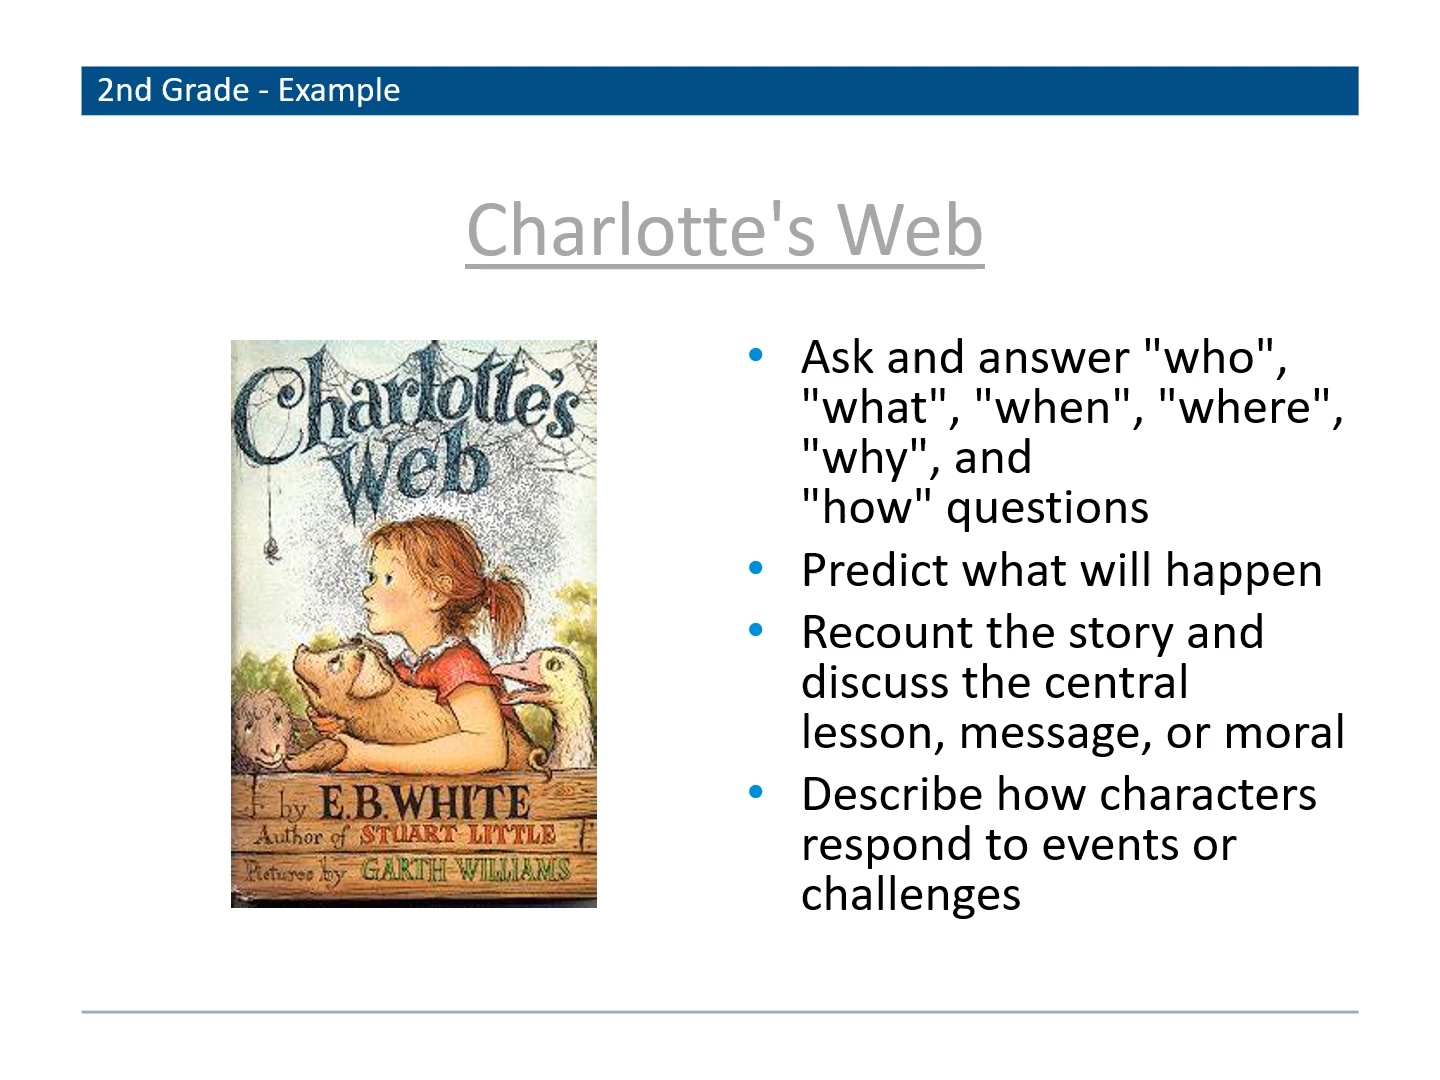 2nd Grade - Example
Charlotte's Web
Charlotte's
Web
by E.B. WHITE
Author of STUART LITTLE
Pictures by GARTH WILLIAMS
• Ask and answer "who",
"what", "when", "where",
"why", and
"how" questions
• Predict what will happen
• Recount the story and
discuss the central
lesson, message, or moral
• Describe how characters
respond to events or
challenges